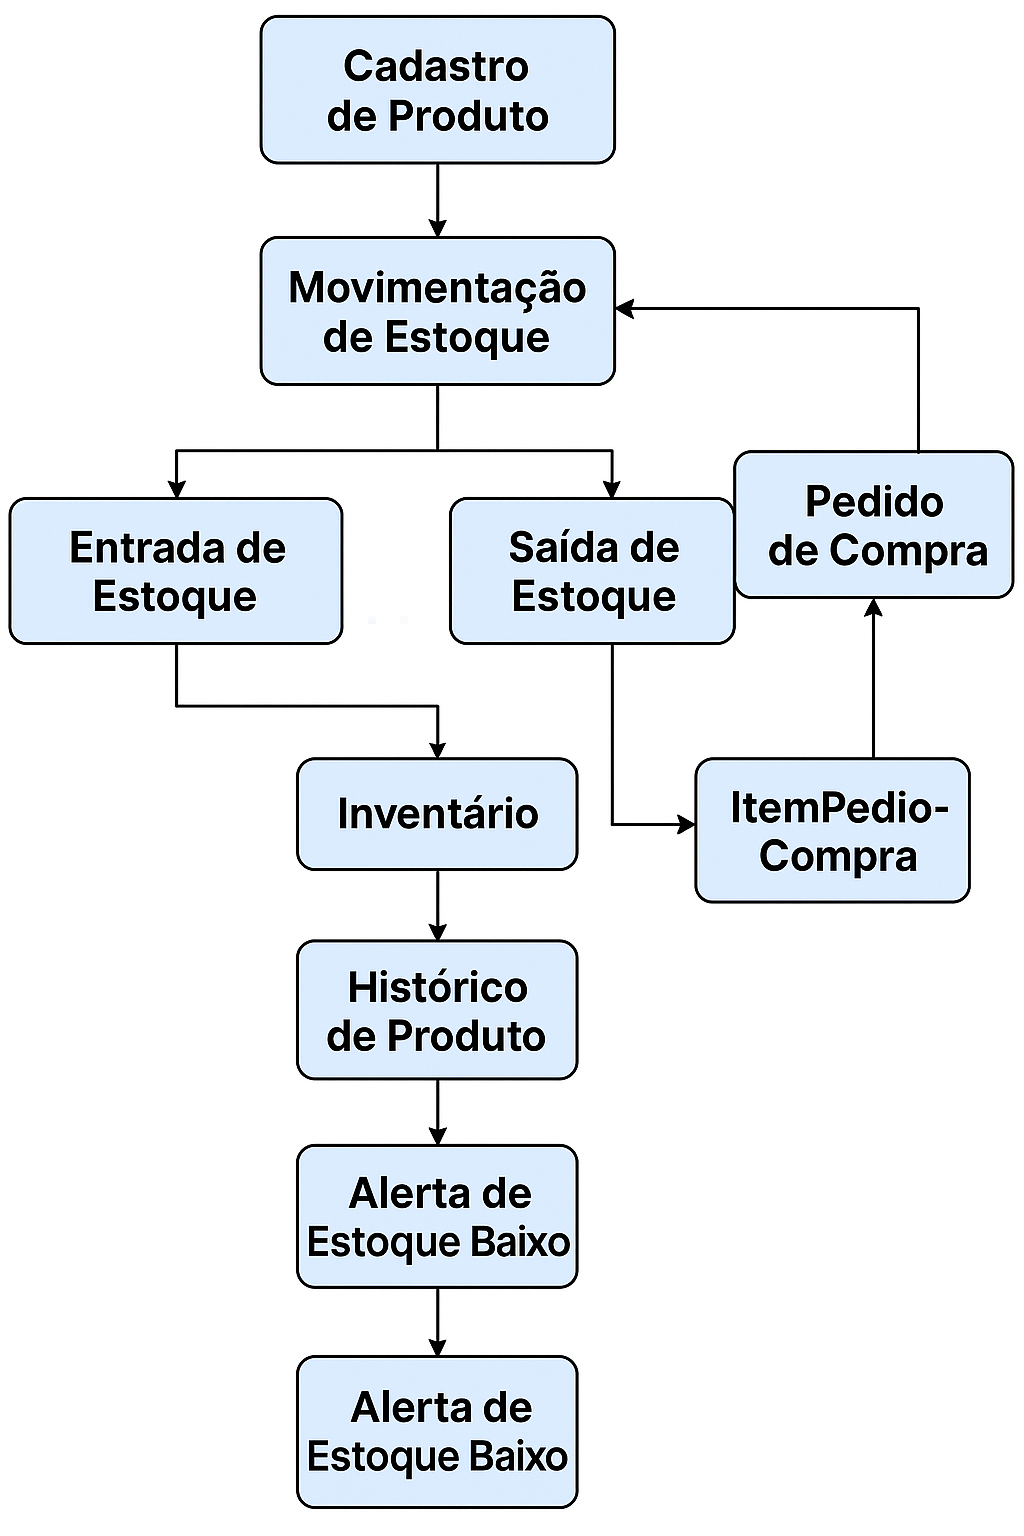 Cadastro
de Produto
Movimentação
de Estoque
Entrada de
Estoque
Saída de
Estoque
Pedido
de Compra
Inventário
ItemPedio-
Compra
Histórico
de Produto
Alerta de
Estoque Baixo
Alerta de
Estoque Baixo